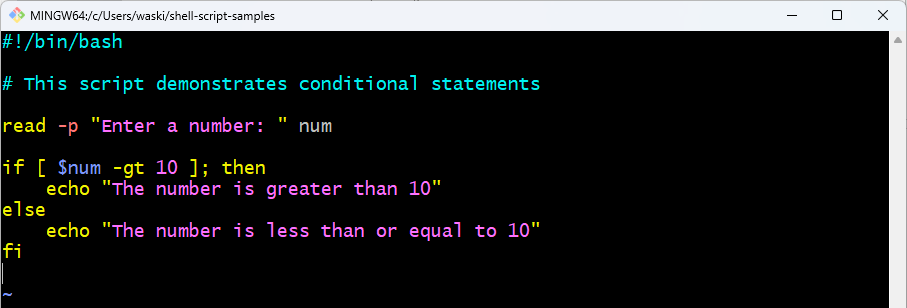 MINGW64:/c/Users/waski/shell-script-samples
#!/bin/bash
# This script demonstrates conditional statements
read -p "Enter a number: " num
if [ $num -gt 10 ]; then
    echo "The number is greater than 10"
else
    echo "The number is less than or equal to 10"
fi
~